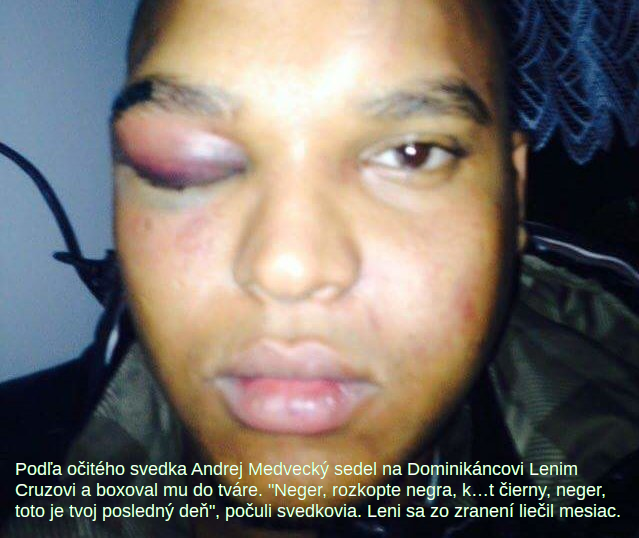 Podľa očitého svedka Andrej Medvecký sedel na Dominikáncovi Lenim
Cruzovi a boxoval mu do tváre. "Neger, rozkopte negra, k…t čierny, neger,
toto je tvoj posledný deň", počuli svedkovia. Leni sa zo zranení liečil mesiac.